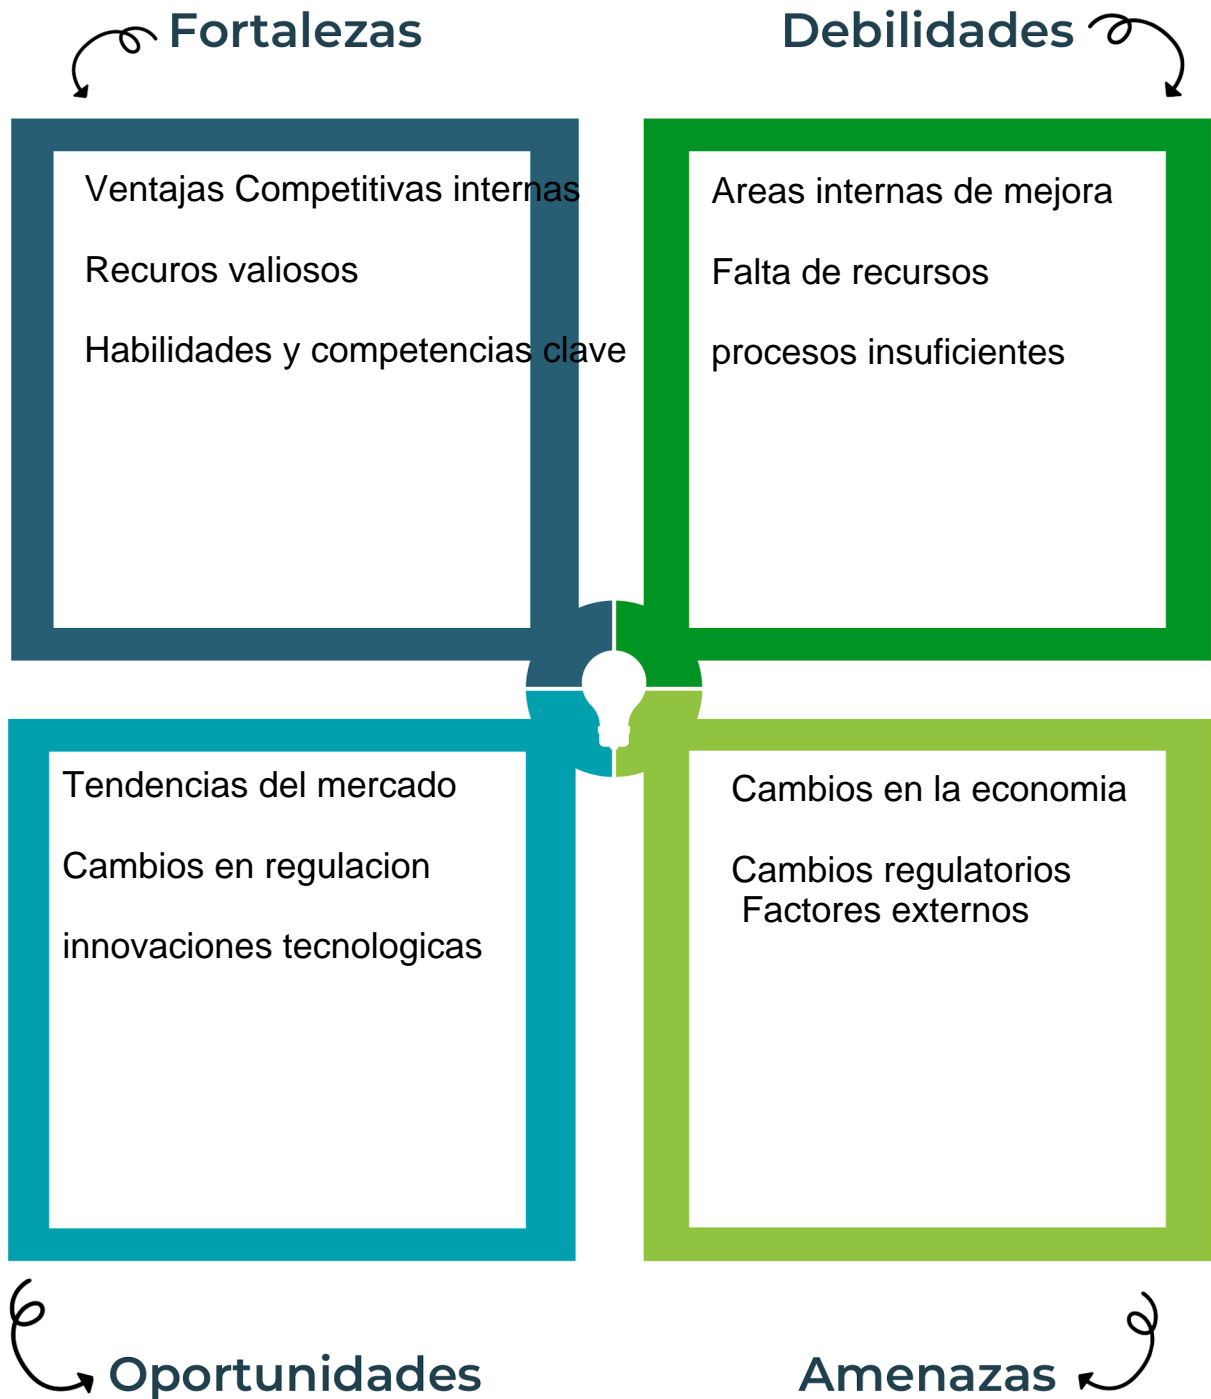 Fortalezas
Ventajas Competitivas internas
Recuros valiosos
Habilidades y competencias clave
Debilidades
Areas internas de mejora
Falta de recursos
procesos insuficientes
Tendencias del mercado
Cambios en regulacion
innovaciones tecnologicas
Oportunidades
Cambios en la economia
Cambios regulatorios
Factores externos
Amenazas